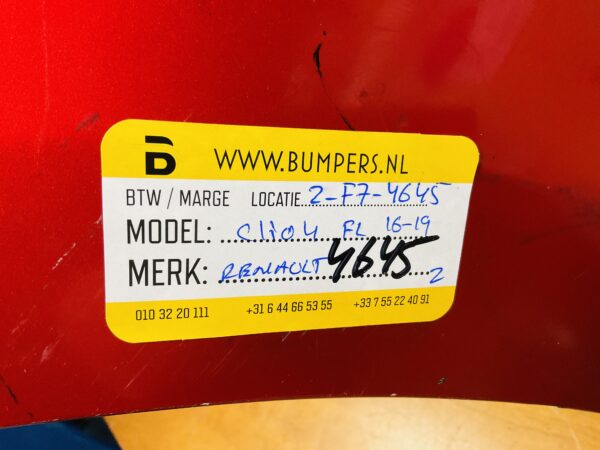 B WWW.BUMPERS.NL
BTW / MARGE LOCATIE 2-F7-4645
MODEL: Clio 4 FL 16-19
MERK: RENAULT 4645 2
010 32 20 111 +31 6 44 66 53 55 +33 7 55 22 40 91